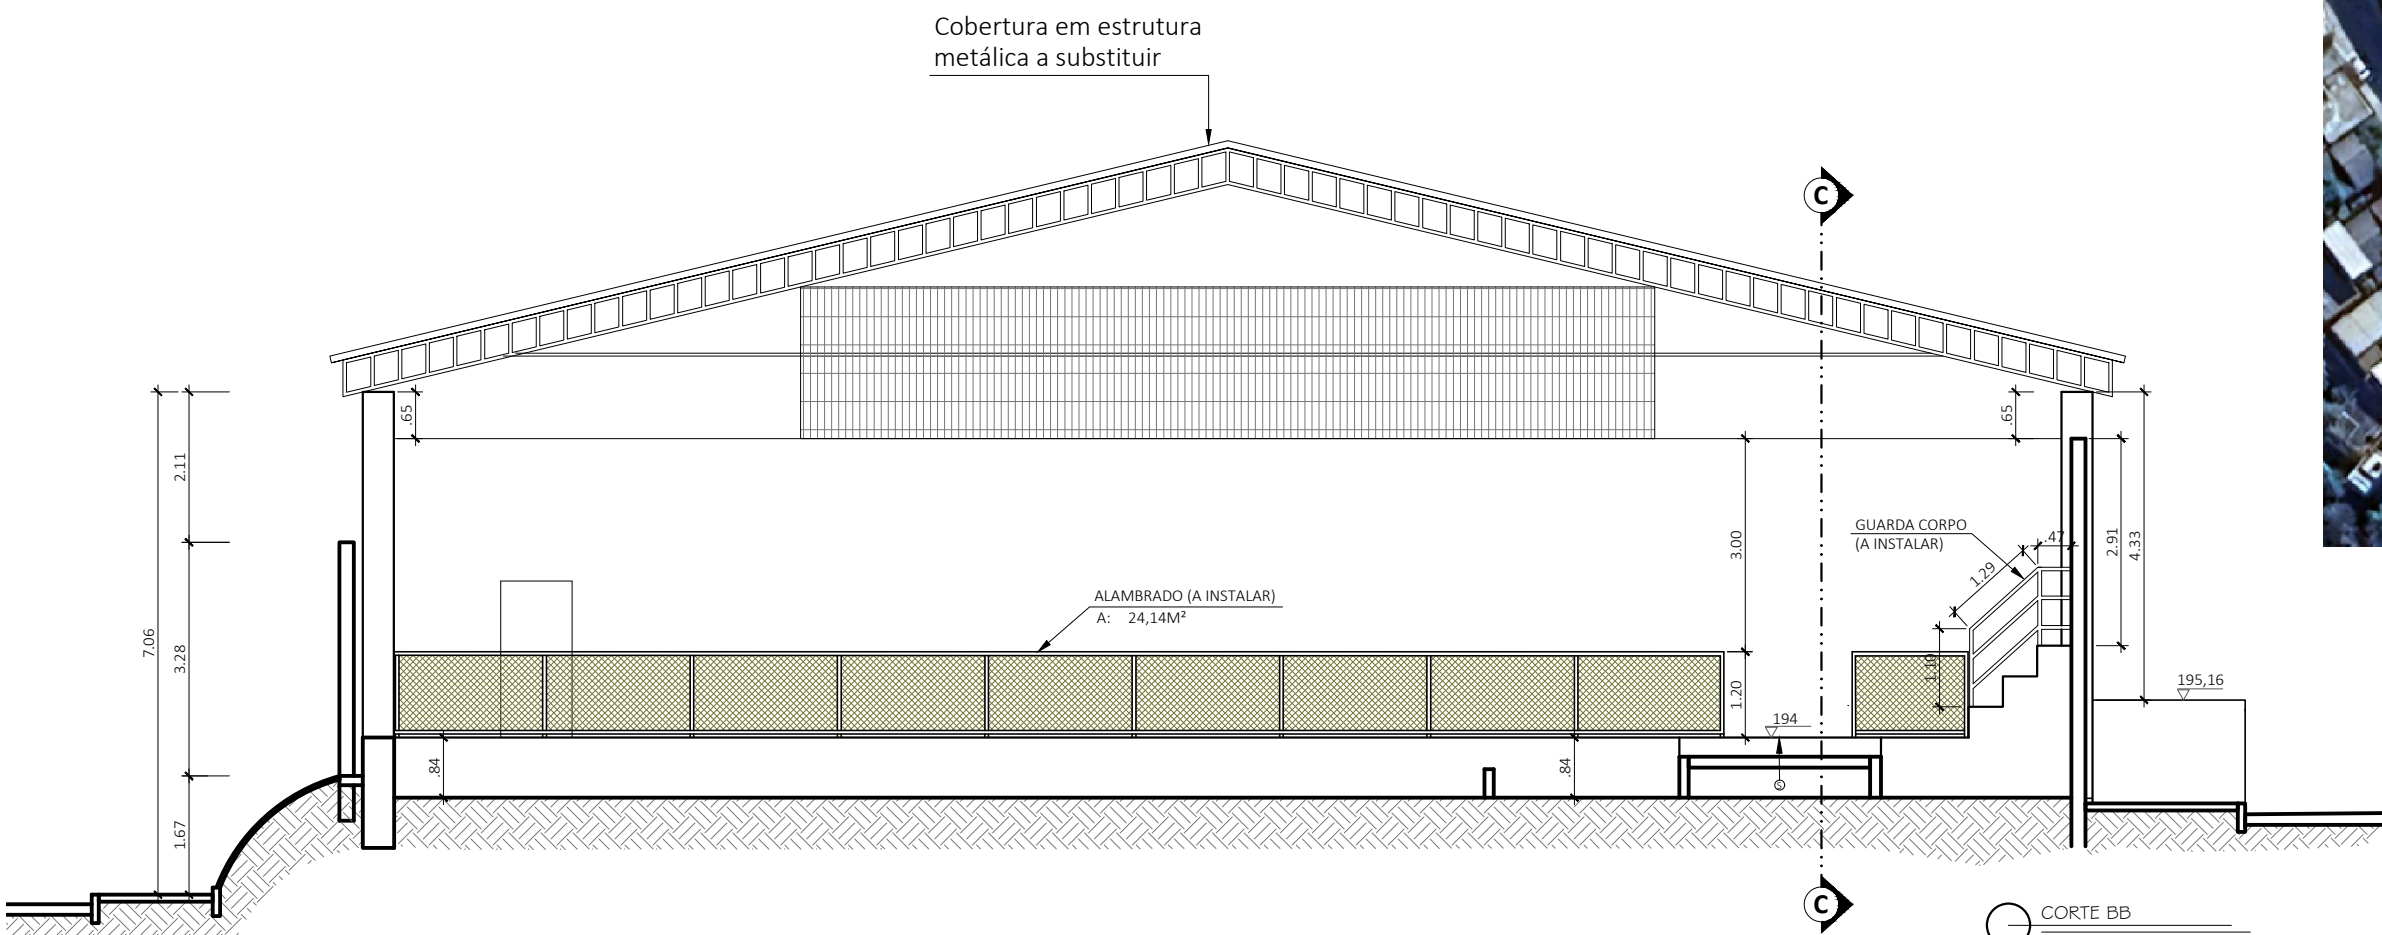 Cobertura em estrutura
metálica a substituir
C
.65
.65
2.11
3.00
GUARDA CORPO
(A INSTALAR)
.47
2.91
4.33
1.29
ALAMBRADO (A INSTALAR)
A: 24,14M²
7.06
3.28
1.10
195,16
1.20
194
.84
.84
S
1.67
C
CORTE BB